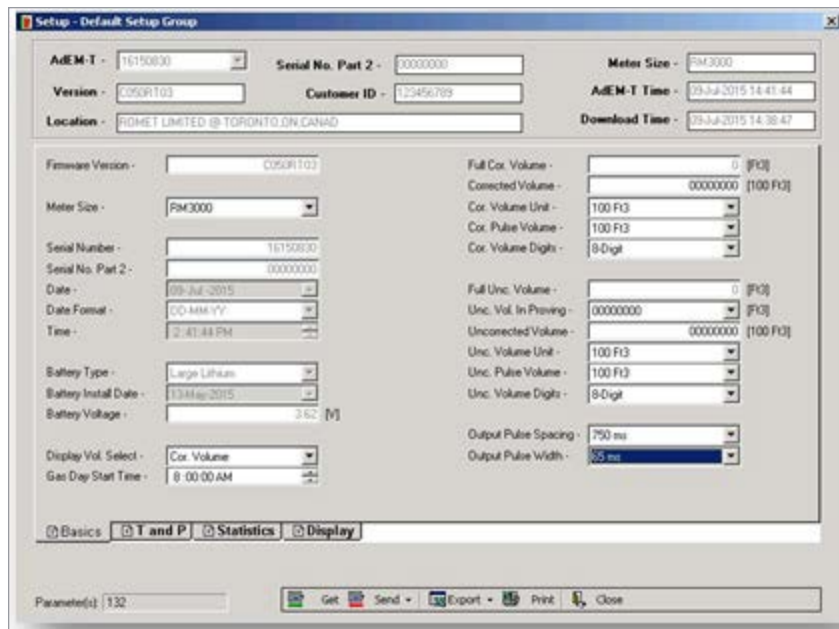 Setup - Default Setup Group
AdEM-T - 16150830 Serial No. Part 2 - 00000000 Meter Size - RM3000
Version - C050RT03 Customer ID - 123456789 AdEM-T Time - 09-Jul-2015 14:41:44
Location - ROMET LIMITED @ TORONTO,ON,CANAD Download Time - 09-Jul-2015 14:38:47
Firmware Version - C050RT03
Meter Size - RM3000
Serial Number - 16150830
Serial No. Part 2 - 00000000
Date - 09-Jul-2015
Date Format - DD-MM-YY
Time - 2:41:44 PM
Battery Type - Large Lithium
Battery Install Date - 13-May-2015
Battery Voltage - 3.62 [V]
Display Vol. Select - Cor. Volume
Gas Day Start Time - 8:00:00 AM
Full Cor. Volume - 0 [Ft3]
Corrected Volume - 00000000 [100 Ft3]
Cor. Volume Unit - 100 Ft3
Cor. Pulse Volume - 100 Ft3
Cor. Volume Digits - 8-Digit
Full Unc. Volume - 0 [Ft3]
Unc. Vol. In Proving - 00000000 [Ft3]
Uncorrected Volume - 00000000 [100 Ft3]
Unc. Volume Unit - 100 Ft3
Unc. Pulse Volume - 100 Ft3
Unc. Volume Digits - 8-Digit
Output Pulse Spacing - 750 ms
Output Pulse Width - 65 ms
Basics T and P Statistics Display
Parameter(s): 132 Get Send Export Print Close